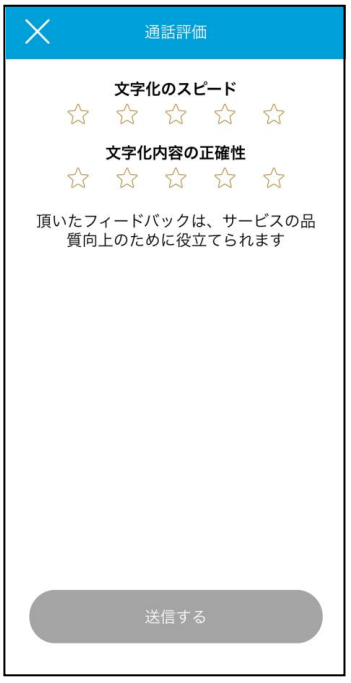 通話評価
文字化のスピード
文字化内容の正確性
頂いたフィードバックは、サービスの品
質向上のために役立てられます
送信する